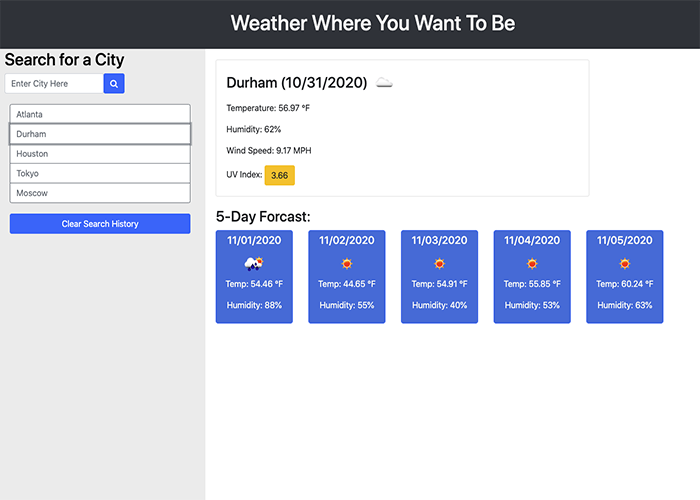 Weather Where You Want To Be
Search for a City
Enter City Here
Atlanta
Durham
Houston
Tokyo
Moscow
Clear Search History
Durham (10/31/2020)
Temperature: 56.97 °F
Humidity: 62%
Wind Speed: 9.17 MPH
UV Index: 3.66
5-Day Forcast:
11/01/2020
Temp: 54.46 °F
Humidity: 88%
11/02/2020
Temp: 44.65 °F
Humidity: 55%
11/03/2020
Temp: 54.91 °F
Humidity: 40%
11/04/2020
Temp: 55.85 °F
Humidity: 53%
11/05/2020
Temp: 60.24 °F
Humidity: 63%